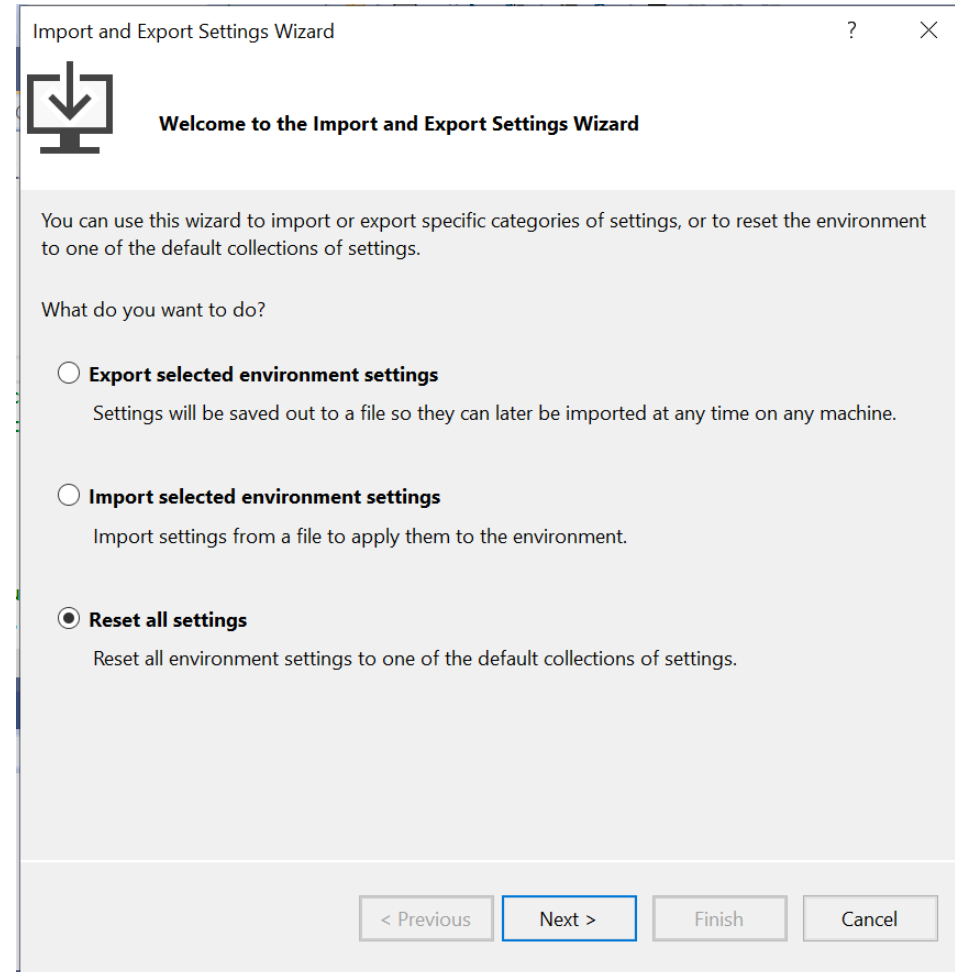 Import and Export Settings Wizard
?
Welcome to the Import and Export Settings Wizard
You can use this wizard to import or export specific categories of settings, or to reset the environment
to one of the default collections of settings.
What do you want to do?
Export selected environment settings
Settings will be saved out to a file so they can later be imported at any time on any machine.
Import selected environment settings
Import settings from a file to apply them to the environment.
Reset all settings
Reset all environment settings to one of the default collections of settings.
< Previous
Next >
Finish
Cancel